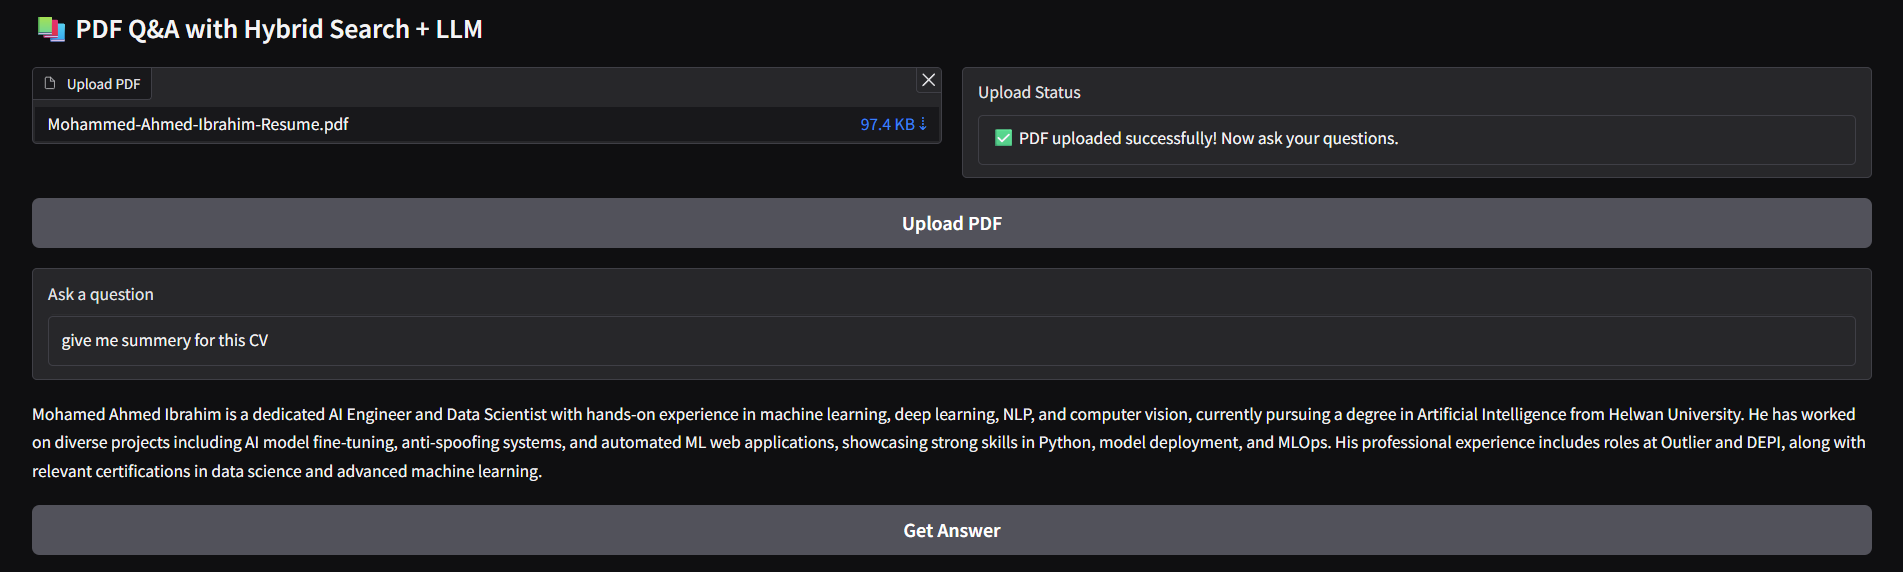 PDF Q&A with Hybrid Search + LLM
Upload PDF
Mohammed-Ahmed-Ibrahim-Resume.pdf
97.4 KB ⇣
Upload Status
✅ PDF uploaded successfully! Now ask your questions.
Upload PDF
Ask a question
give me summery for this CV
Mohamed Ahmed Ibrahim is a dedicated AI Engineer and Data Scientist with hands-on experience in machine learning, deep learning, NLP, and computer vision, currently pursuing a degree in Artificial Intelligence from Helwan University. He has worked
on diverse projects including AI model fine-tuning, anti-spoofing systems, and automated ML web applications, showcasing strong skills in Python, model deployment, and MLOps. His professional experience includes roles at Outlier and DEPI, along with
relevant certifications in data science and advanced machine learning.
Get Answer